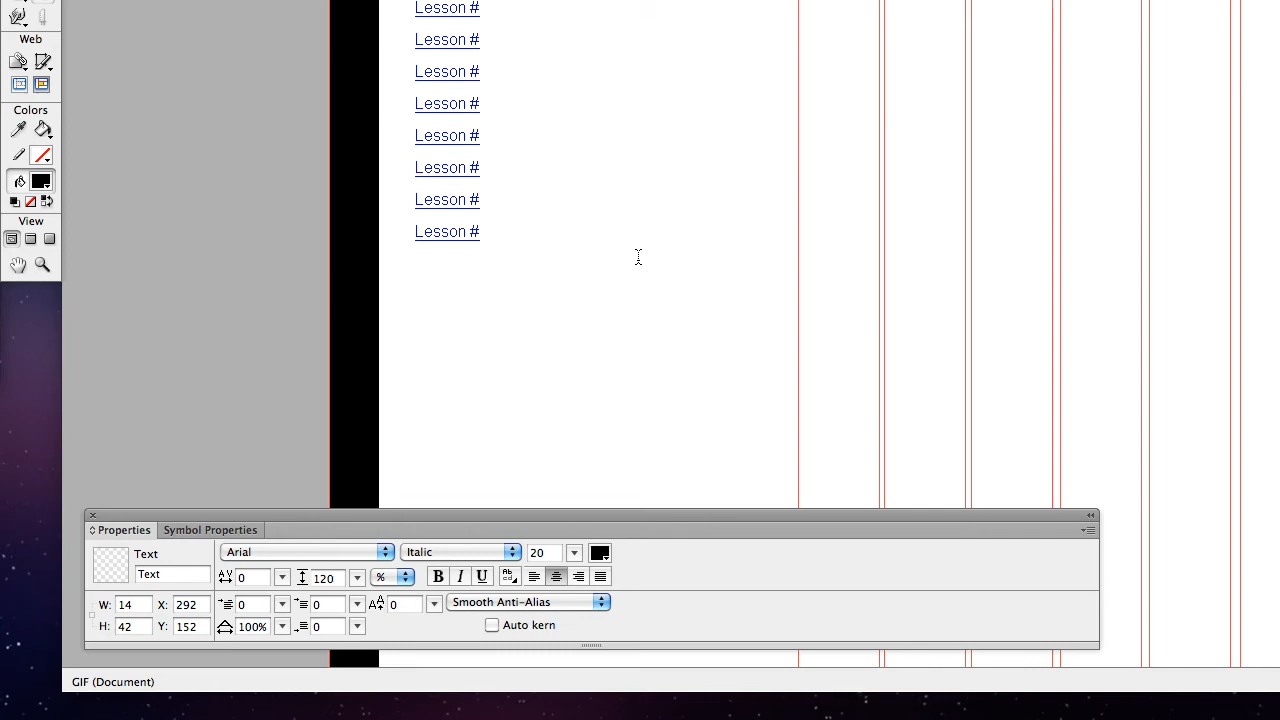 Lesson #
Web
Lesson #
Lesson #
Lesson #
Colors
Lesson #
Lesson #
Lesson #
View
Lesson #
Properties Symbol Properties
Text Arial Italic 20
Text 0 120 % B I U
W: 14 X: 292 0 0 0 Smooth Anti-Alias
H: 42 Y: 152 100% 0 Auto kern
GIF (Document)